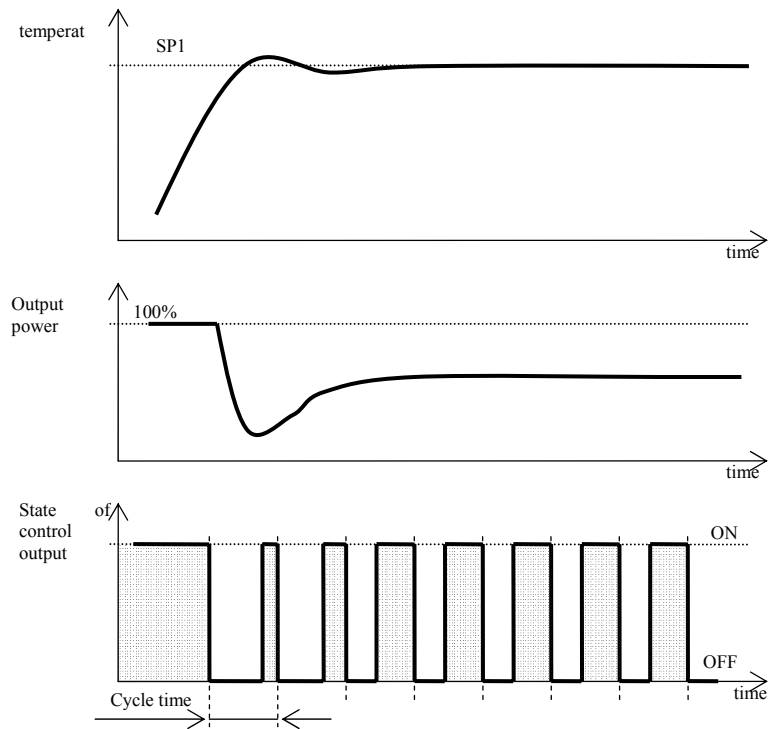 temperat
SP1
time
Output
power
100%
time
State of
control
output
ON
OFF
time
Cycle time